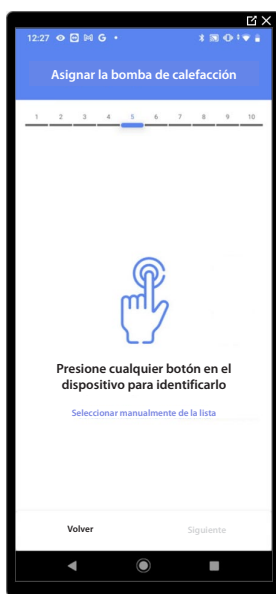 12:27
Asignar la bomba de calefacción
1 2 3 4 5 6 7 8 9 10
Presione cualquier botón en el
dispositivo para identificarlo
Seleccionar manualmente de la lista
Volver Siguiente